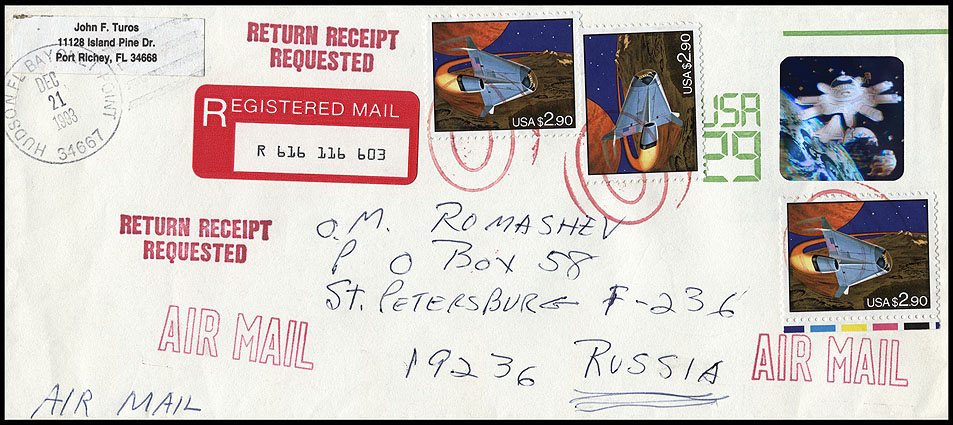 John F. Turos
11128 Island Pine Dr.
Port Richey, FL 34668
HUDSON, FL BAYONET POINT
DEC
21
1993
34667
RETURN RECEIPT
REQUESTED
REGISTERED MAIL
R 616 116 603
USA $2.90
USA $2.90
USA
29
USA $2.90
RETURN RECEIPT
REQUESTED
O.M. ROMASHEV
P O BOX 58
ST. PETERSBURG F-236
19236 RUSSIA
AIR MAIL
AIR MAIL
AIR MAIL